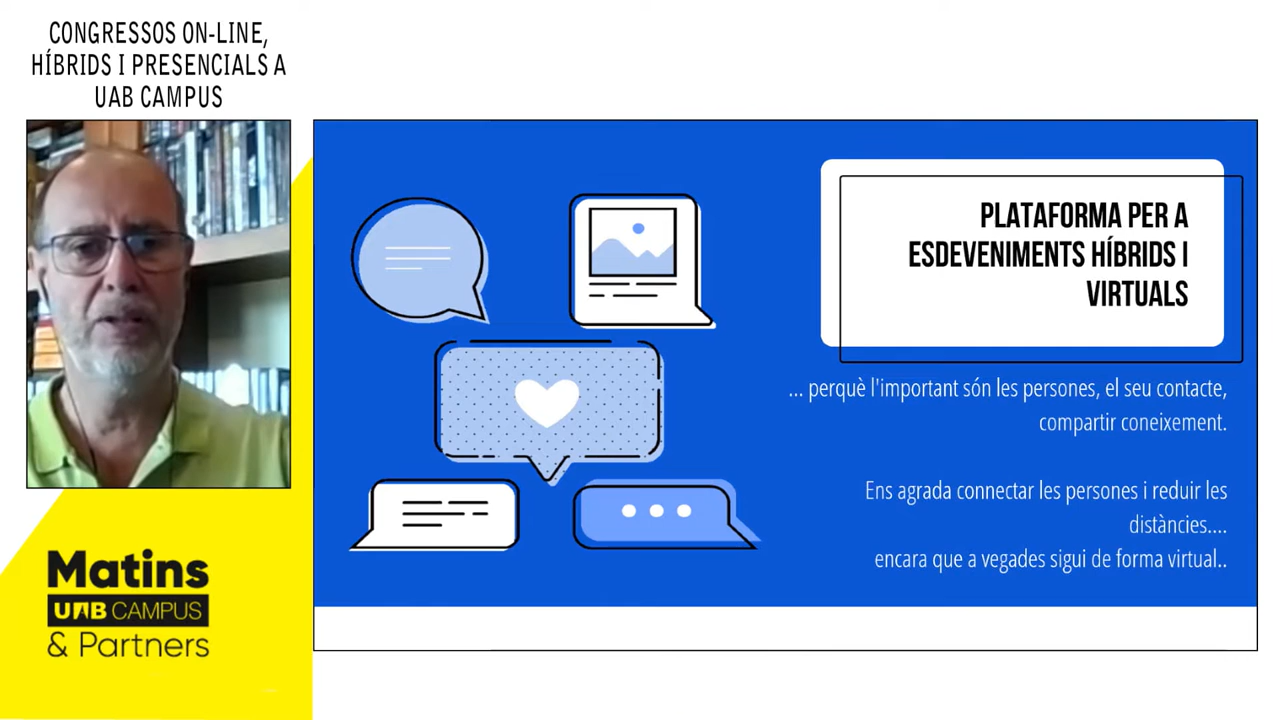 CONGRESSOS ON-LINE,
HÍBRIDS I PRESENCIALS A
UAB CAMPUS
PLATAFORMA PER A
ESDEVENIMENTS HÍBRIDS I
VIRTUALS
... perquè l'important són les persones, el seu contacte,
compartir coneixement.
Ens agrada connectar les persones i reduir les
distàncies....
encara que a vegades sigui de forma virtual..
Matins
UAB CAMPUS
& Partners